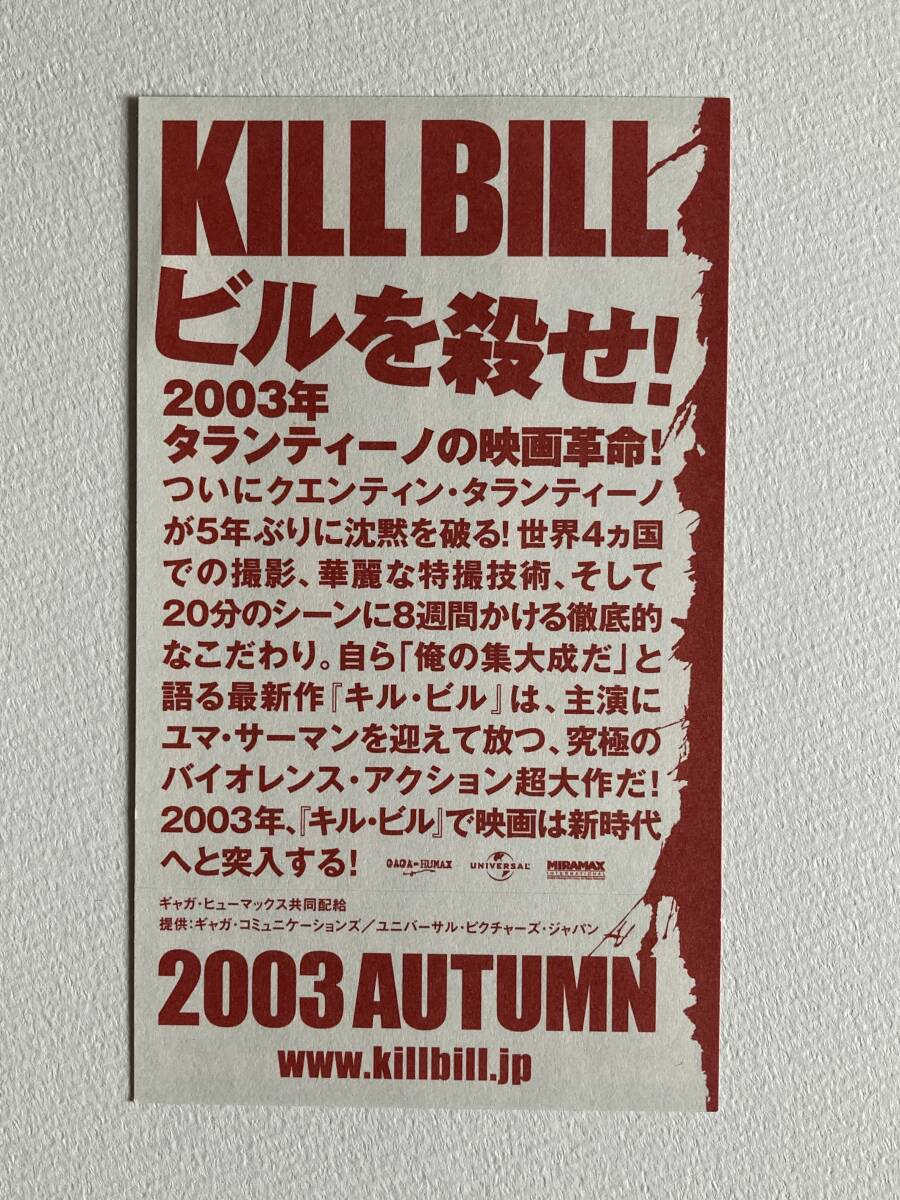 KILL BILL
ビルを殺せ!
2003年
タランティーノの映画革命!
ついにクエンティン・タランティーノ
が5年ぶりに沈黙を破る! 世界4ヵ国
での撮影、華麗な特撮技術、そして
20分のシーンに8週間かける徹底的
なこだわり。自ら「俺の集大成だ」と
語る最新作『キル・ビル』は、主演に
ユマ・サーマンを迎えて放つ、究極の
バイオレンス・アクション超大作だ!
2003年、『キル・ビル』で映画は新時代
へと突入する! GAGA-HUMAX UNIVERSAL MIRAMAX INTERNATIONAL
ギャガ・ヒューマックス共同配給
提供:ギャガ・コミュニケーションズ/ユニバーサル・ピクチャーズ・ジャパン
2003 AUTUMN
www.killbill.jp